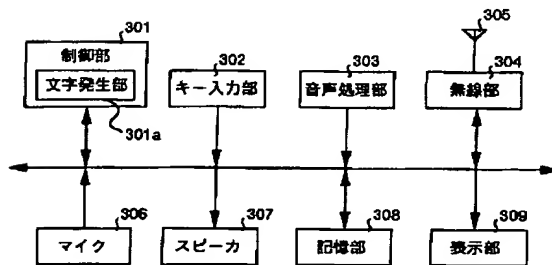 301
制御部
文字発生部
301a
302
キー入力部
303
音声処理部
305
304
無線部
306
マイク
307
スピーカ
308
記憶部
309
表示部